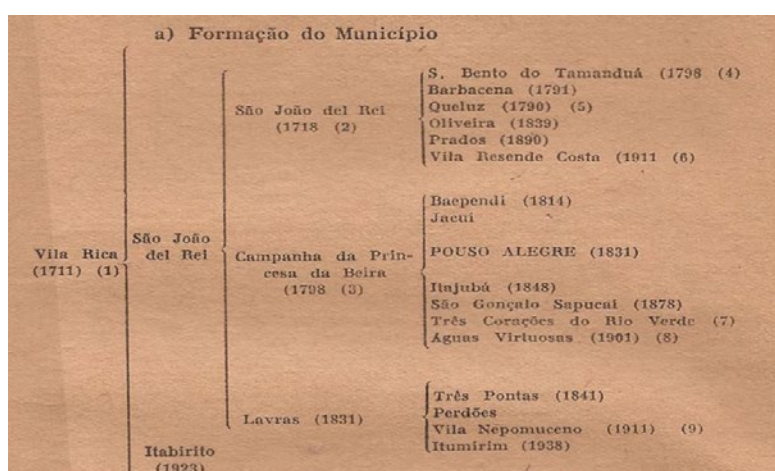 a) Formação do Município
Vila Rica
(1711) (1)
São João
del Rei
São João del Rei
(1718 (2)
S. Bento do Tamanduá (1798 (4)
Barbacena (1791)
Queluz (1790) (5)
Oliveira (1839)
Prados (1890)
Vila Resende Costa (1911 (6)
Campanha da Prin-
cesa da Beira
(1798 (3)
Baependi (1814)
Jacui
POUSO ALEGRE (1831)
Itajubá (1848)
São Gonçalo Sapucai (1878)
Três Corações do Rio Verde (7)
Águas Virtuosas (1901) (8)
Lavras (1831)
Três Pontas (1841)
Perdões
Vila Nepomuceno (1911) (9)
Itumirim (1938)
Itabirito
(1923)